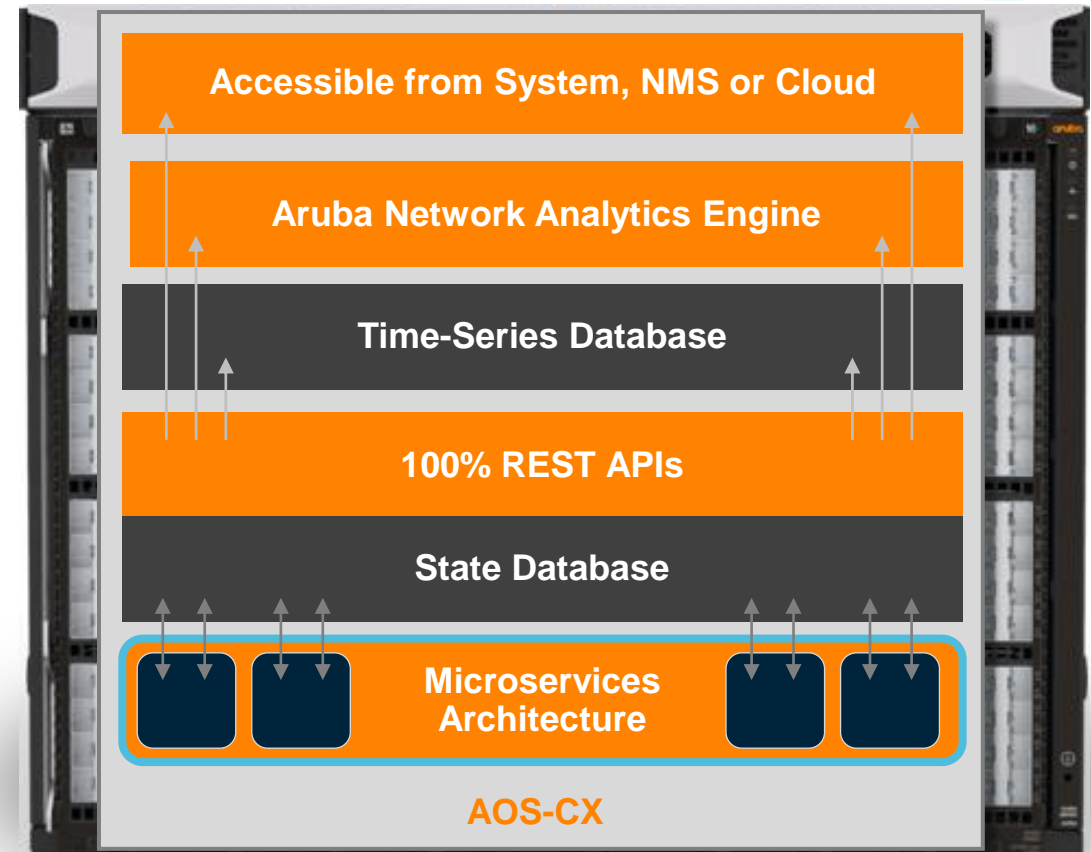 Accessible from System, NMS or Cloud
aruba
Aruba Network Analytics Engine
Time-Series Database
100% REST APIs
State Database
Microservices
Architecture
AOS-CX